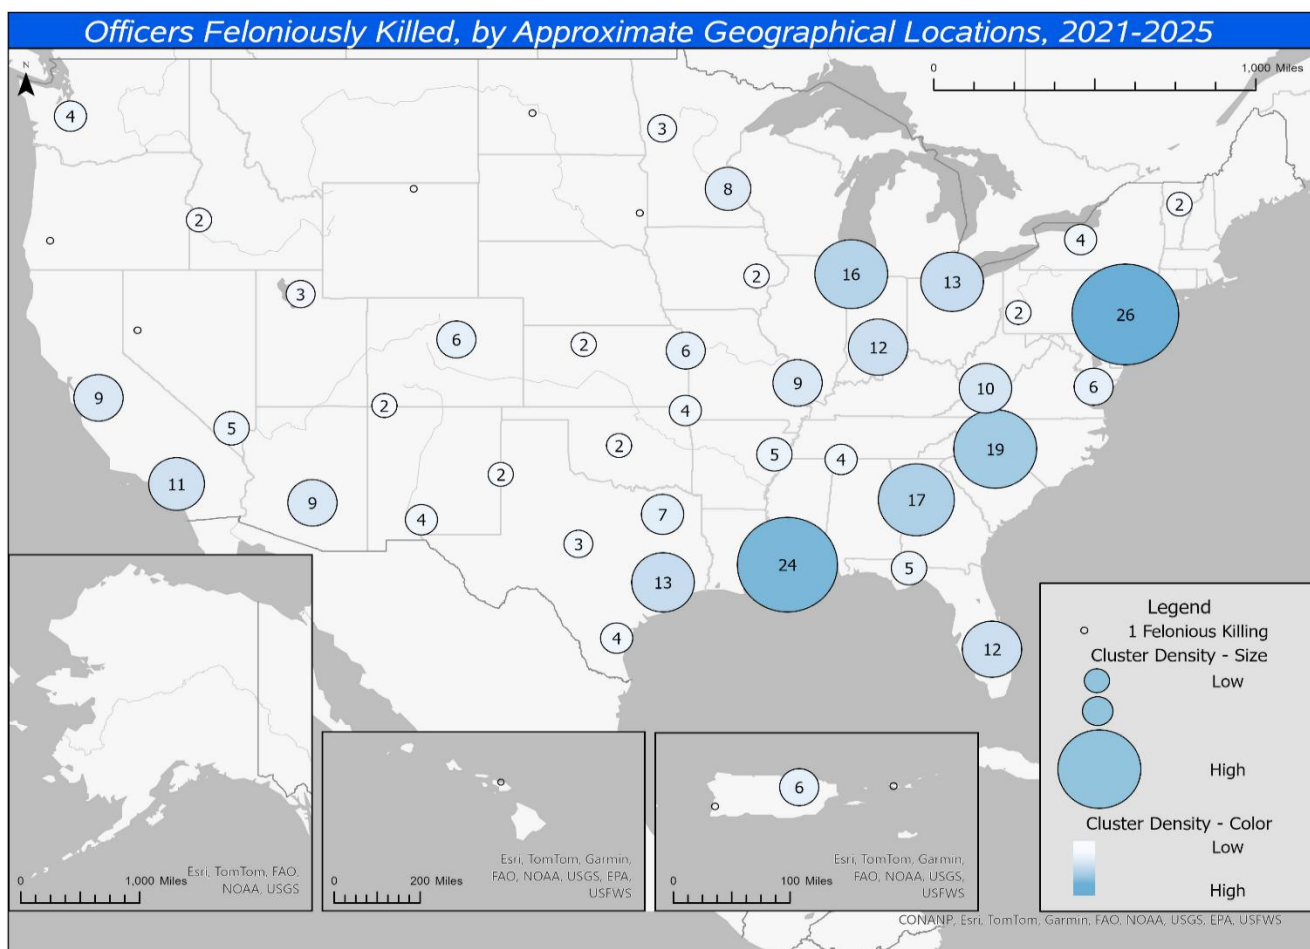 Officers Feloniously Killed, by Approximate Geographical Locations, 2021-2025
N
0 1,000 Miles
4
3
8
2
2
4
16
13
3
2
26
2
6
2
6
12
9
10
6
9
2
4
5
2
5
4
19
11
9
2
17
4
7
3
24
5
13
4
12
Legend
1 Felonious Killing
Cluster Density - Size
Low
High
Cluster Density - Color
Low
High
Esri, TomTom, FAO,
NOAA, USGS
0 1,000 Miles
Esri, TomTom, Garmin,
FAO, NOAA, USGS, EPA,
USFWS
0 200 Miles
6
Esri, TomTom, Garmin,
FAO, NOAA, USGS,
USFWS
0 100 Miles
CONANP, Esri, TomTom, Garmin, FAO, NOAA, USGS, EPA, USFWS